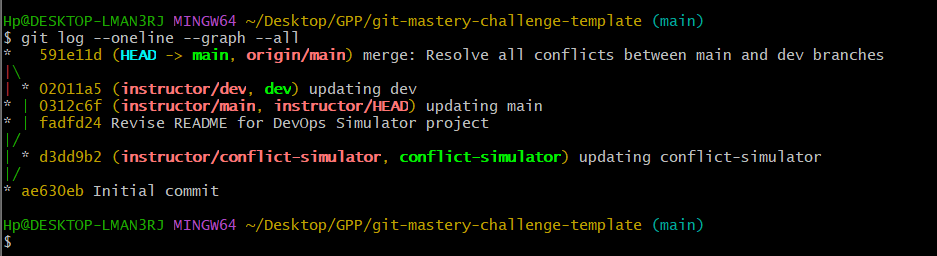 Hp@DESKTOP-LMAN3RJ MINGW64 ~/Desktop/GPP/git-mastery-challenge-template (main)
$ git log --oneline --graph --all
*   591e11d (HEAD -> main, origin/main) merge: Resolve all conflicts between main and dev branches
|\
| * 02011a5 (instructor/dev, dev) updating dev
* | 0312c6f (instructor/main, instructor/HEAD) updating main
* | fadfd24 Revise README for DevOps Simulator project
|/
| * d3dd9b2 (instructor/conflict-simulator, conflict-simulator) updating conflict-simulator
|/
* ae630eb Initial commit
Hp@DESKTOP-LMAN3RJ MINGW64 ~/Desktop/GPP/git-mastery-challenge-template (main)
$